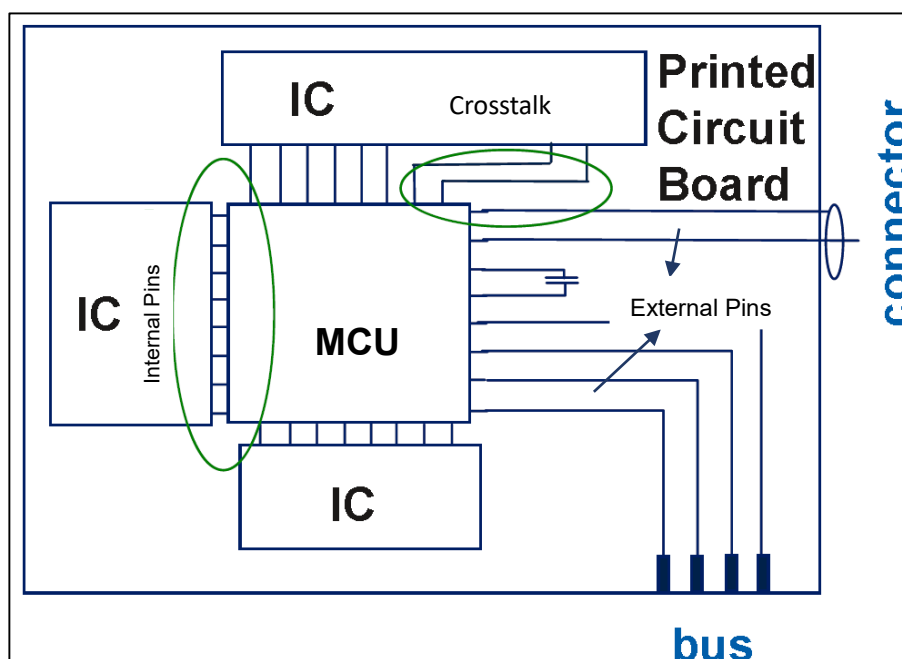 IC
Crosstalk
Printed
Circuit
Board
connector
IC
Internal Pins
MCU
External Pins
IC
bus